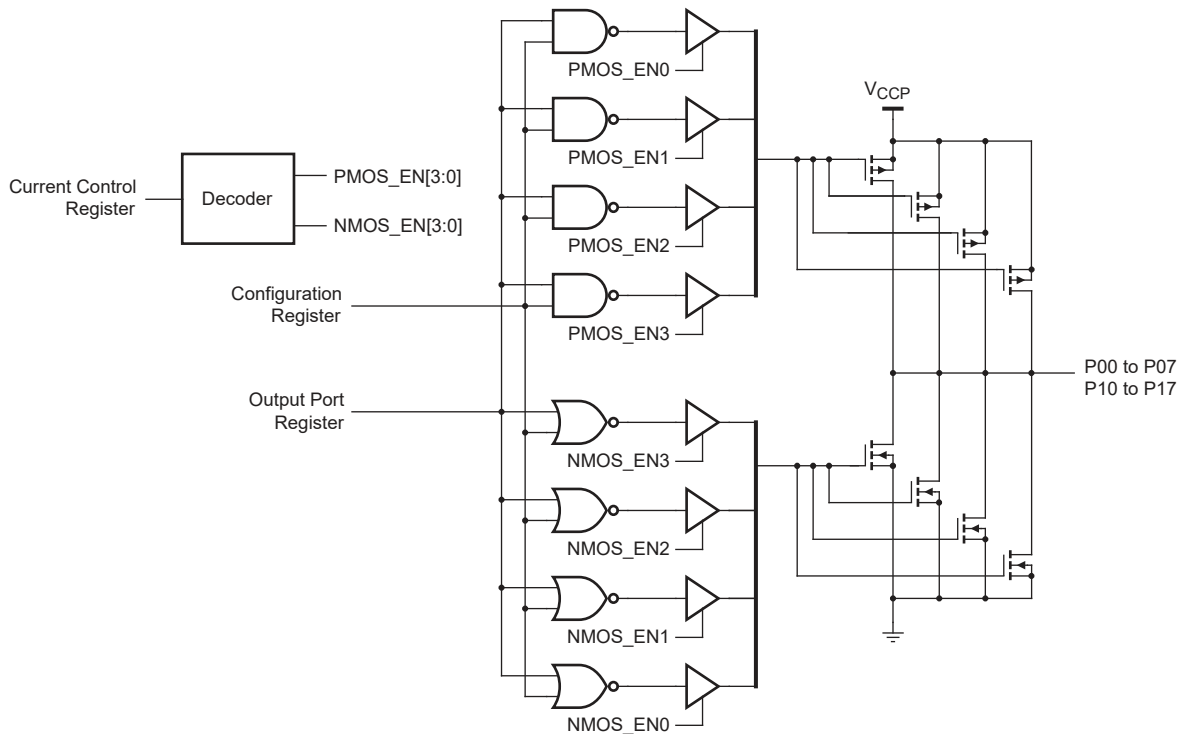 PMOS_EN0
V_CCP
PMOS_EN1
Current Control
Register
Decoder
PMOS_EN[3:0]
NMOS_EN[3:0]
PMOS_EN2
Configuration
Register
PMOS_EN3
P00 to P07
P10 to P17
Output Port
Register
NMOS_EN3
NMOS_EN2
NMOS_EN1
NMOS_EN0